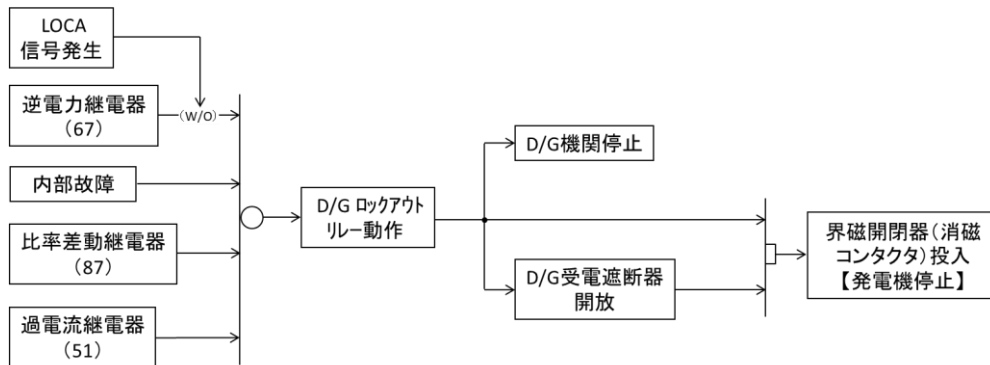 LOCA
信号発生
逆電力継電器
(67)
(W/O)
内部故障
比率差動継電器
(87)
過電流継電器
(51)
D/G ロックアウト
リレー動作
D/G機関停止
D/G受電遮断器
開放
界磁開閉器(消磁
コンタクタ)投入
【発電機停止】